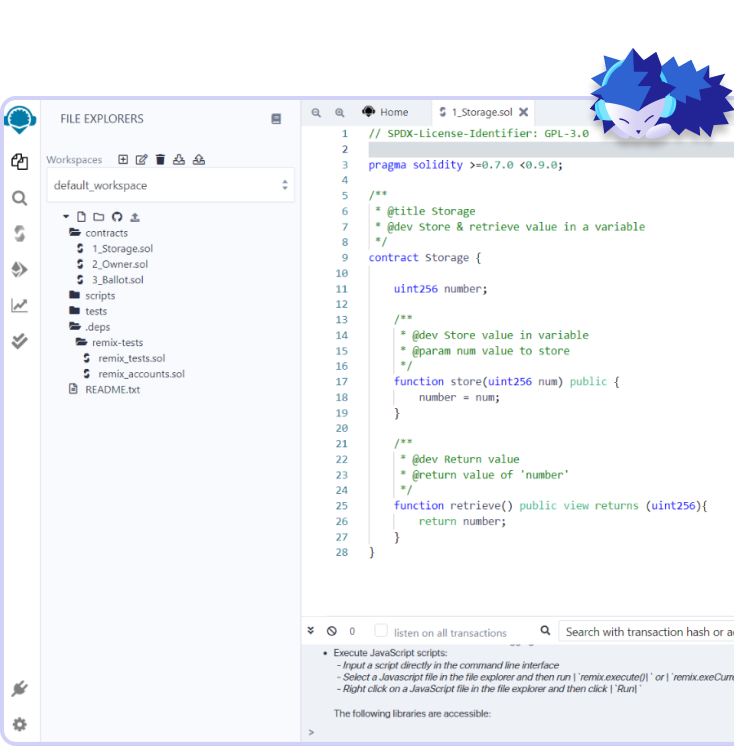 FILE EXPLORERS
Workspaces
default_workspace
contracts
1_Storage.sol
2_Owner.sol
3_Ballot.sol
scripts
tests
.deps
remix-tests
remix_tests.sol
remix_accounts.sol
README.txt
Home
1_Storage.sol
1 // SPDX-License-Identifier: GPL-3.0
2
3 pragma solidity >=0.7.0 <0.9.0;
4
5 /**
6 * @title Storage
7 * @dev Store & retrieve value in a variable
8 */
9 contract Storage {
10
11 uint256 number;
12
13 /**
14 * @dev Store value in variable
15 * @param num value to store
16 */
17 function store(uint256 num) public {
18 number = num;
19 }
20
21 /**
22 * @dev Return value
23 * @return value of 'number'
24 */
25 function retrieve() public view returns (uint256){
26 return number;
27 }
28 }
0 listen on all transactions Search with transaction hash or a
• Execute JavaScript scripts:
- Input a script directly in the command line interface
- Select a Javascript file in the file explorer and then run \`remix.execute()\` or \`remix.exeCurre
- Right click on a JavaScript file in the file explorer and then click \`Run\`
The following libraries are accessible:
>